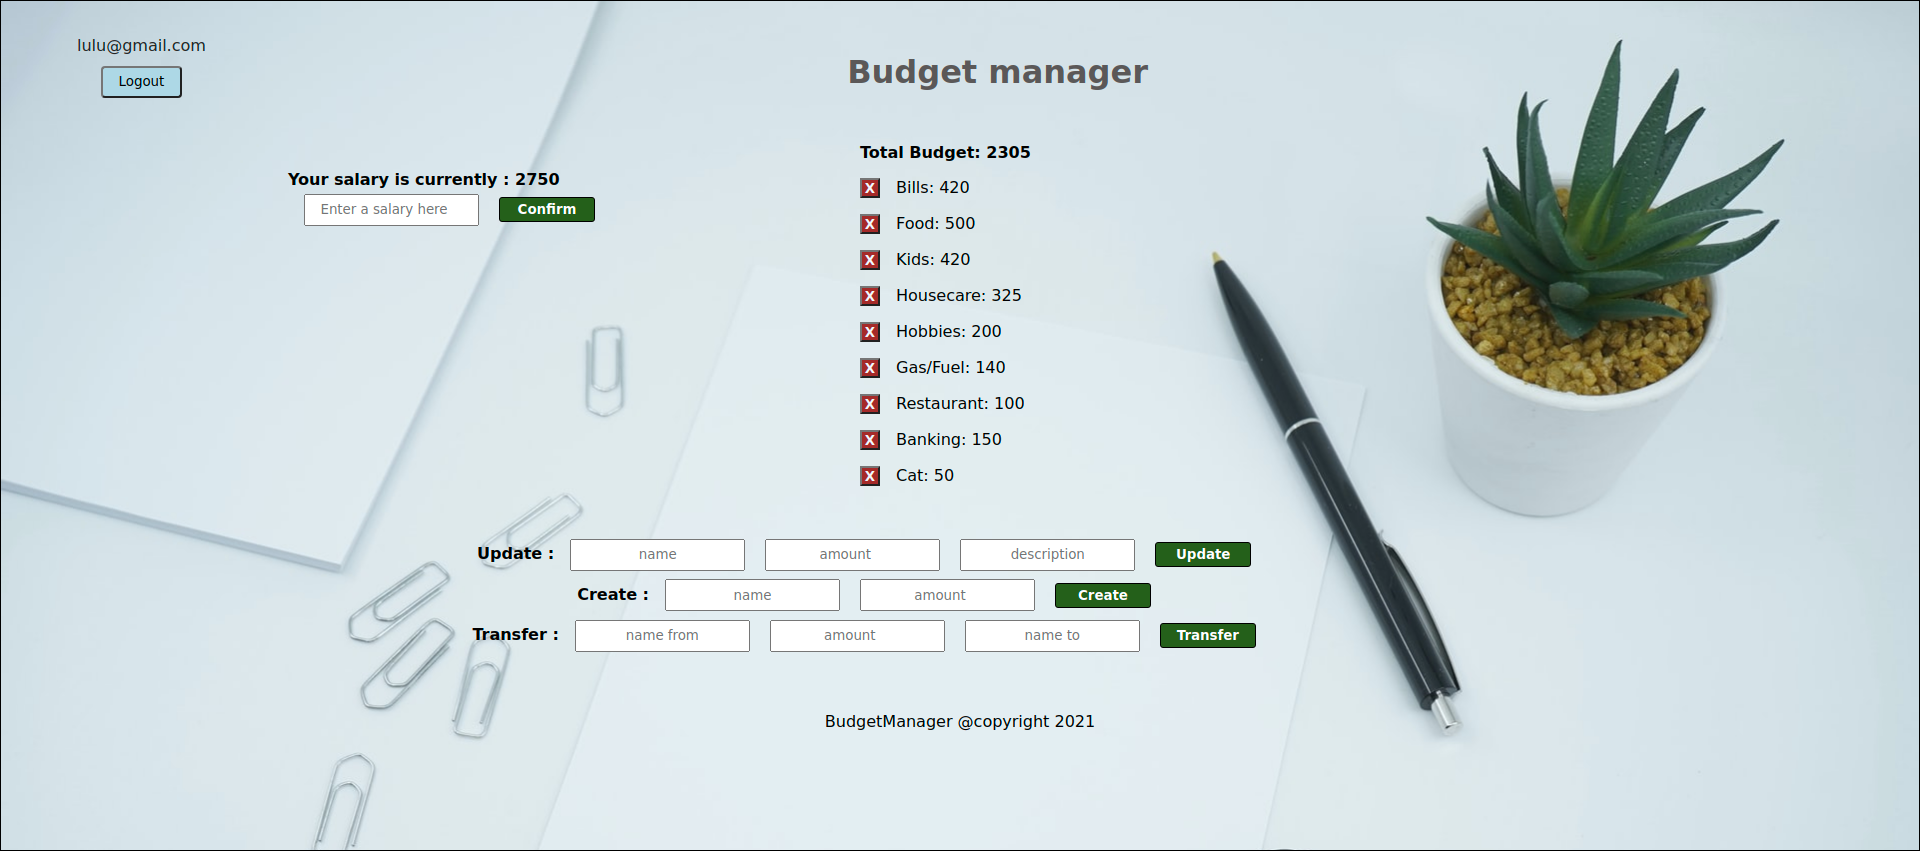 lulu@gmail.com
Logout
Budget manager
Your salary is currently : 2750
Enter a salary here Confirm
Total Budget: 2305
X Bills: 420
X Food: 500
X Kids: 420
X Housecare: 325
X Hobbies: 200
X Gas/Fuel: 140
X Restaurant: 100
X Banking: 150
X Cat: 50
Update : name amount description Update
Create : name amount Create
Transfer : name from amount name to Transfer
BudgetManager @copyright 2021